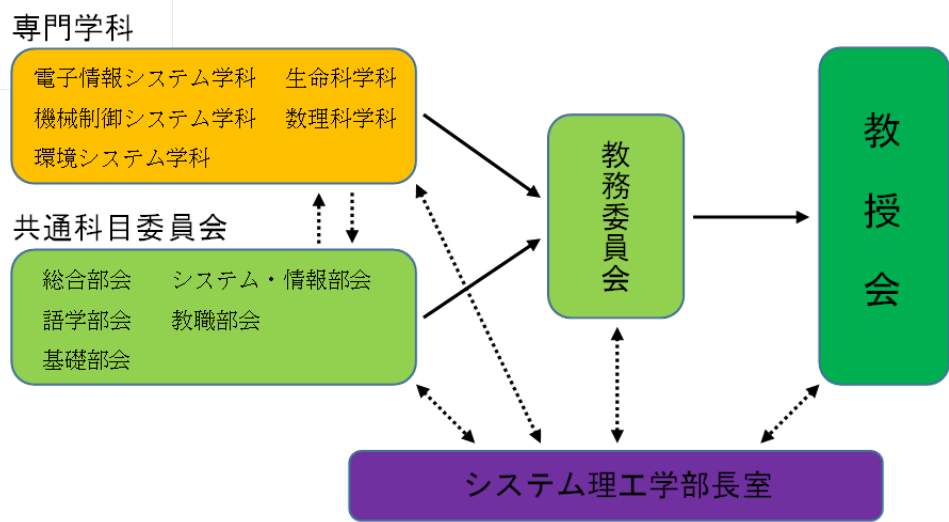 専門学科
電子情報システム学科 生命科学科
機械制御システム学科 数理科学科
環境システム学科
共通科目委員会
総合部会 システム・情報部会
語学部会 教職部会
基礎部会
教務委員会
教授会
システム理工学部長室